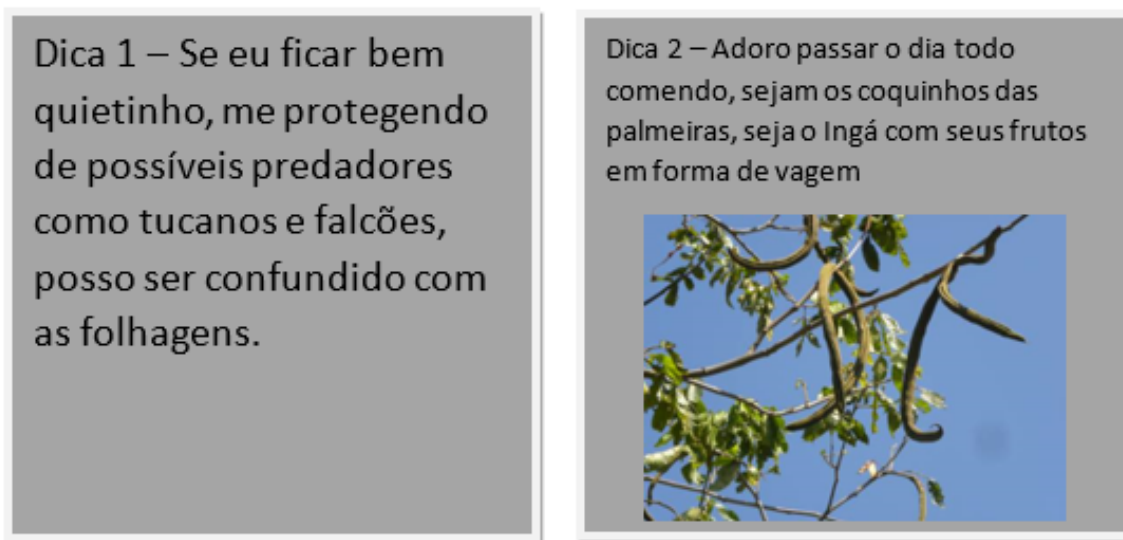 Dica 1 – Se eu ficar bem
quietinho, me protegendo
de possíveis predadores
como tucanos e falcões,
posso ser confundido com
as folhagens.
Dica 2 – Adoro passar o dia todo
comendo, sejam os coquinhos das
palmeiras, seja o Ingá com seus frutos
em forma de vagem